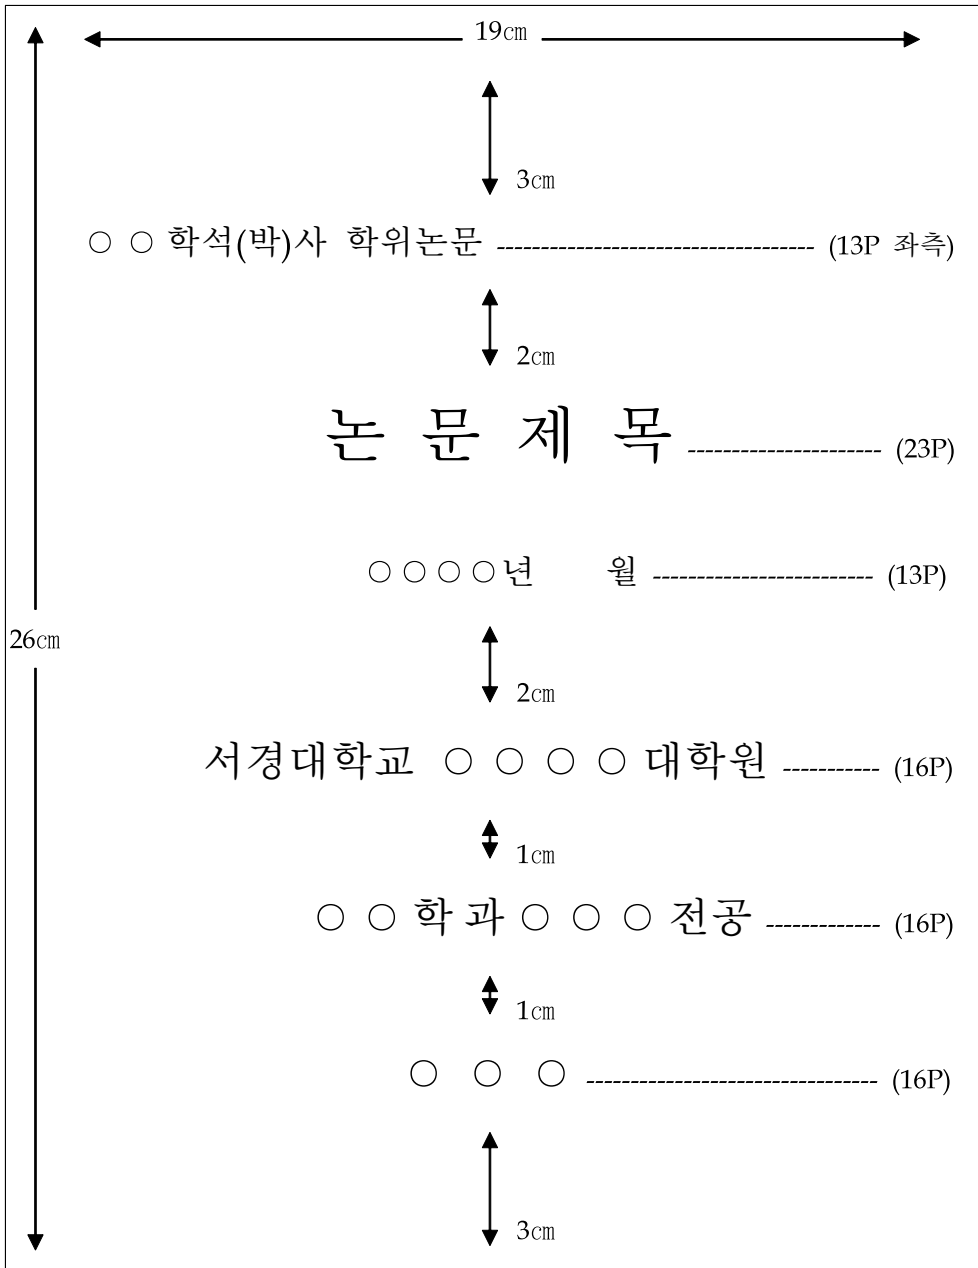 19㎝
3㎝
○ ○ 학석(박)사 학위논문 ------------------------------------ (13P 좌측)
2㎝
논 문 제 목 ---------------------- (23P)
○○○○년 월 ------------------------- (13P)
26㎝
2㎝
서경대학교 ○ ○ ○ ○ 대학원 ----------- (16P)
1㎝
○ ○ 학 과 ○ ○ ○ 전공 ------------- (16P)
1㎝
○ ○ ○ --------------------------------- (16P)
3㎝